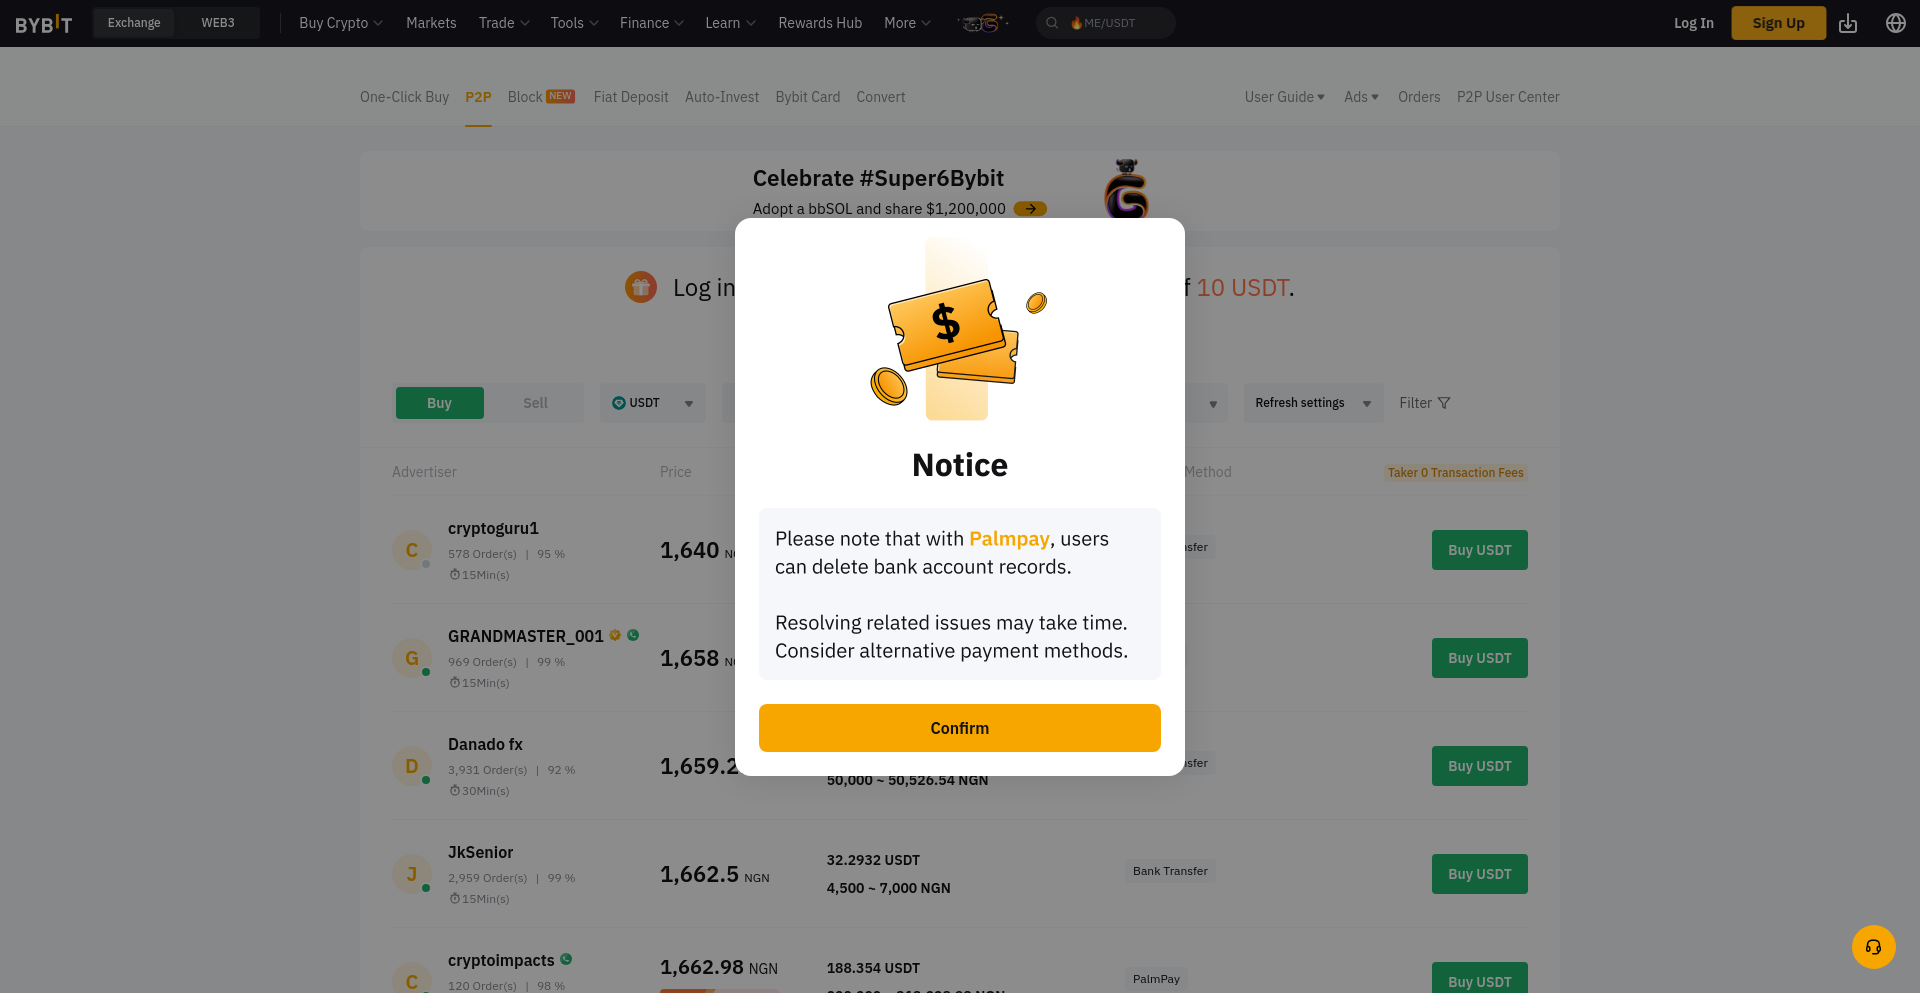 BYBIT Exchange WEB3 Buy Crypto Markets Trade Tools Finance Learn Rewards Hub More 🔥ME/USDT Log In Sign Up
One-Click Buy P2P Block NEW Fiat Deposit Auto-Invest Bybit Card Convert User Guide Ads Orders P2P User Center
Celebrate #Super6Bybit
Adopt a bbSOL and share $1,200,000
Log in 10 USDT.
Buy Sell USDT Refresh settings Filter
Advertiser Price Method Taker 0 Transaction Fees
cryptoguru1
578 Order(s) | 95 %
15Min(s)
1,640
Buy USDT
GRANDMASTER_001
969 Order(s) | 99 %
15Min(s)
1,658
Buy USDT
Danado fx
3,931 Order(s) | 92 %
30Min(s)
1,659.2
50,000 ~ 50,526.54 NGN
Buy USDT
JkSenior
2,959 Order(s) | 99 %
15Min(s)
1,662.5 NGN
32.2932 USDT
4,500 ~ 7,000 NGN
Bank Transfer
Buy USDT
cryptoimpacts
120 Order(s) | 98 %
1,662.98 NGN
188.354 USDT
PalmPay
Buy USDT
$
Notice
Please note that with Palmpay, users
can delete bank account records.
Resolving related issues may take time.
Consider alternative payment methods.
Confirm